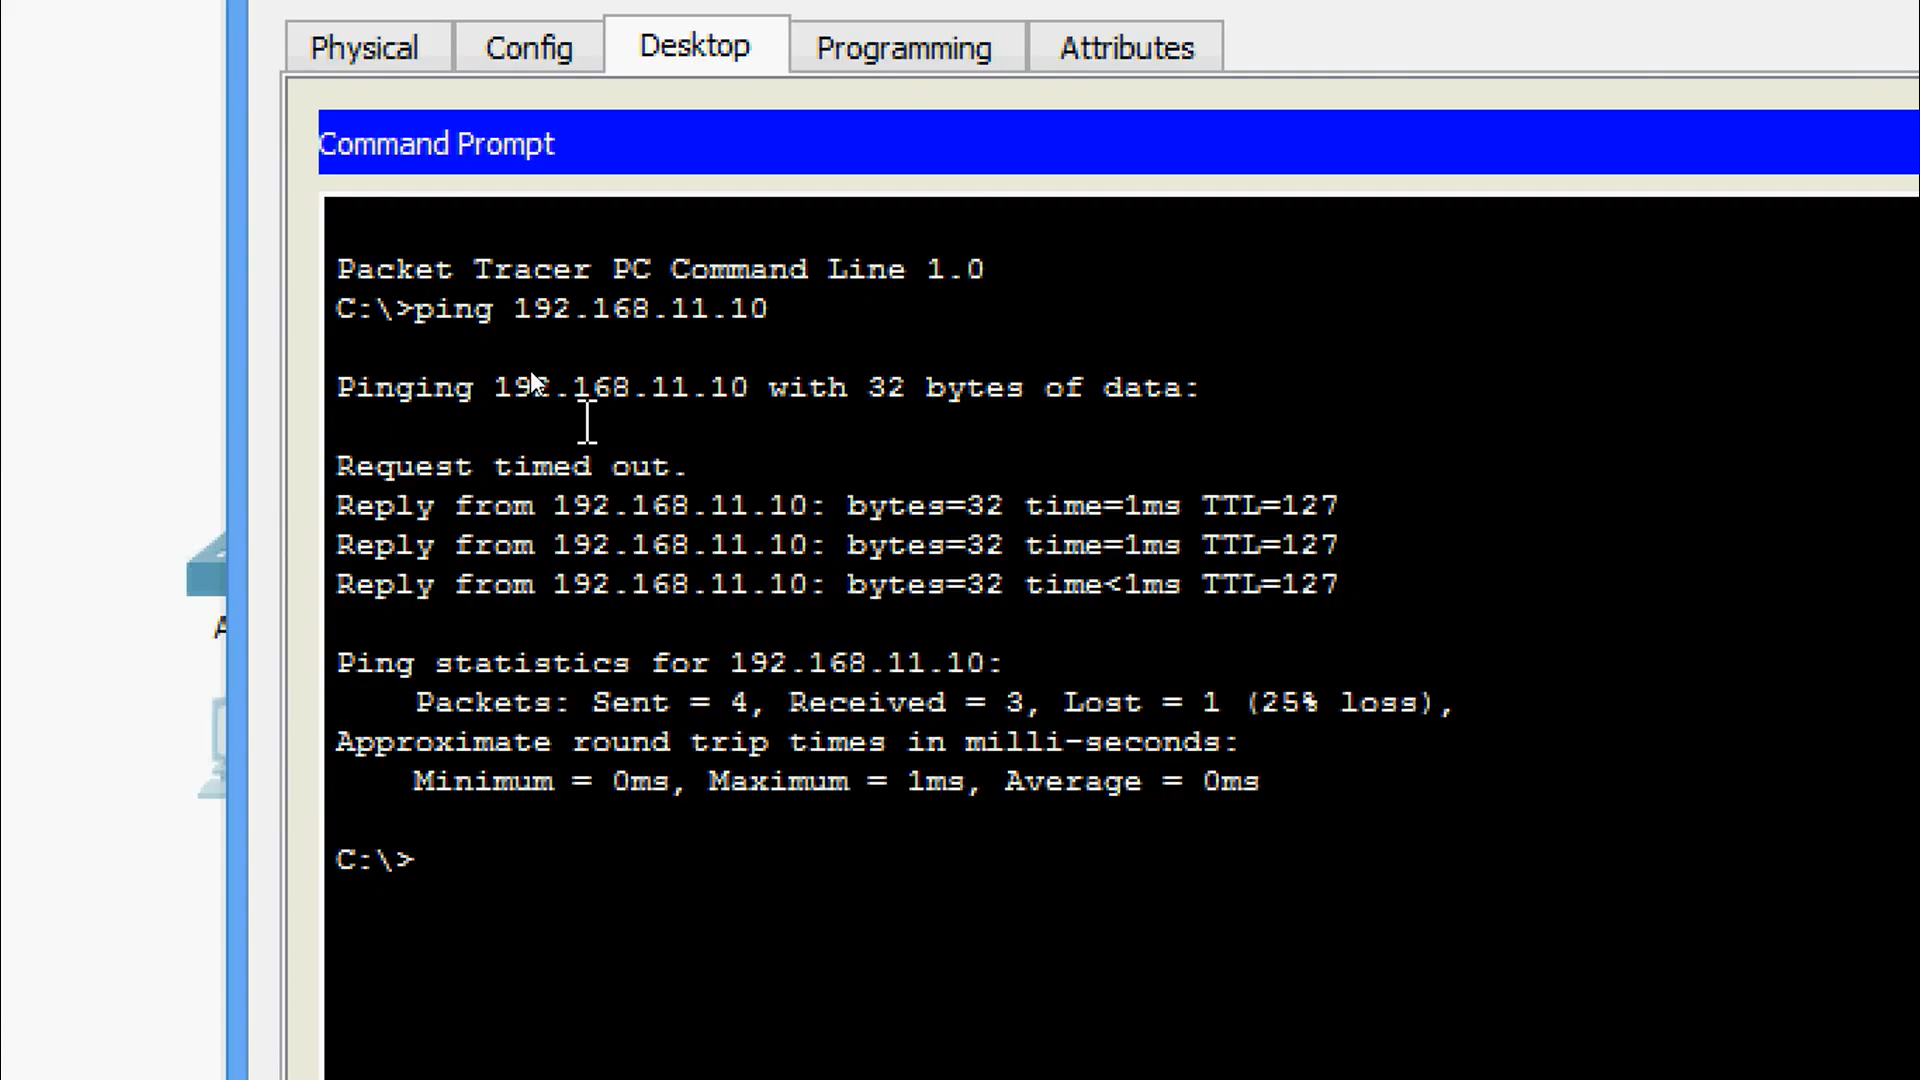 Physical Config Desktop Programming Attributes
Command Prompt
Packet Tracer PC Command Line 1.0
C:\>ping 192.168.11.10
Pinging 192.168.11.10 with 32 bytes of data:
Request timed out.
Reply from 192.168.11.10: bytes=32 time=1ms TTL=127
Reply from 192.168.11.10: bytes=32 time=1ms TTL=127
Reply from 192.168.11.10: bytes=32 time<1ms TTL=127
Ping statistics for 192.168.11.10:
Packets: Sent = 4, Received = 3, Lost = 1 (25% loss),
Approximate round trip times in milli-seconds:
Minimum = 0ms, Maximum = 1ms, Average = 0ms
C:\>